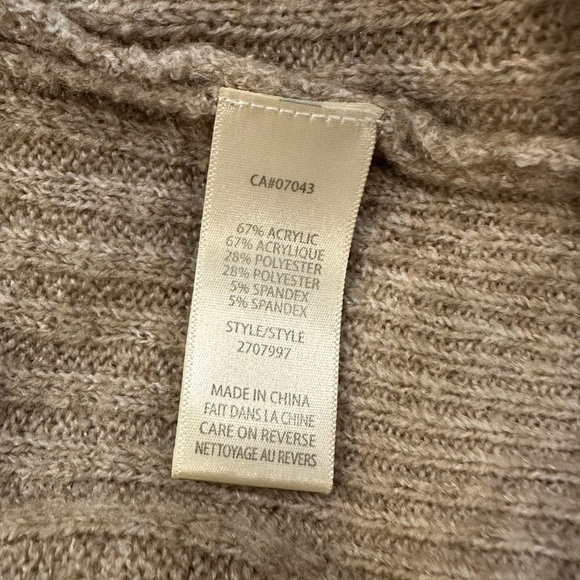 CA#07043
67% ACRYLIC
67% ACRYLIQUE
28% POLYESTER
28% POLYESTER
5% SPANDEX
5% SPANDEX
STYLE/STYLE
2707997
MADE IN CHINA
FAIT DANS LA CHINE
CARE ON REVERSE
NETTOYAGE AU REVERS